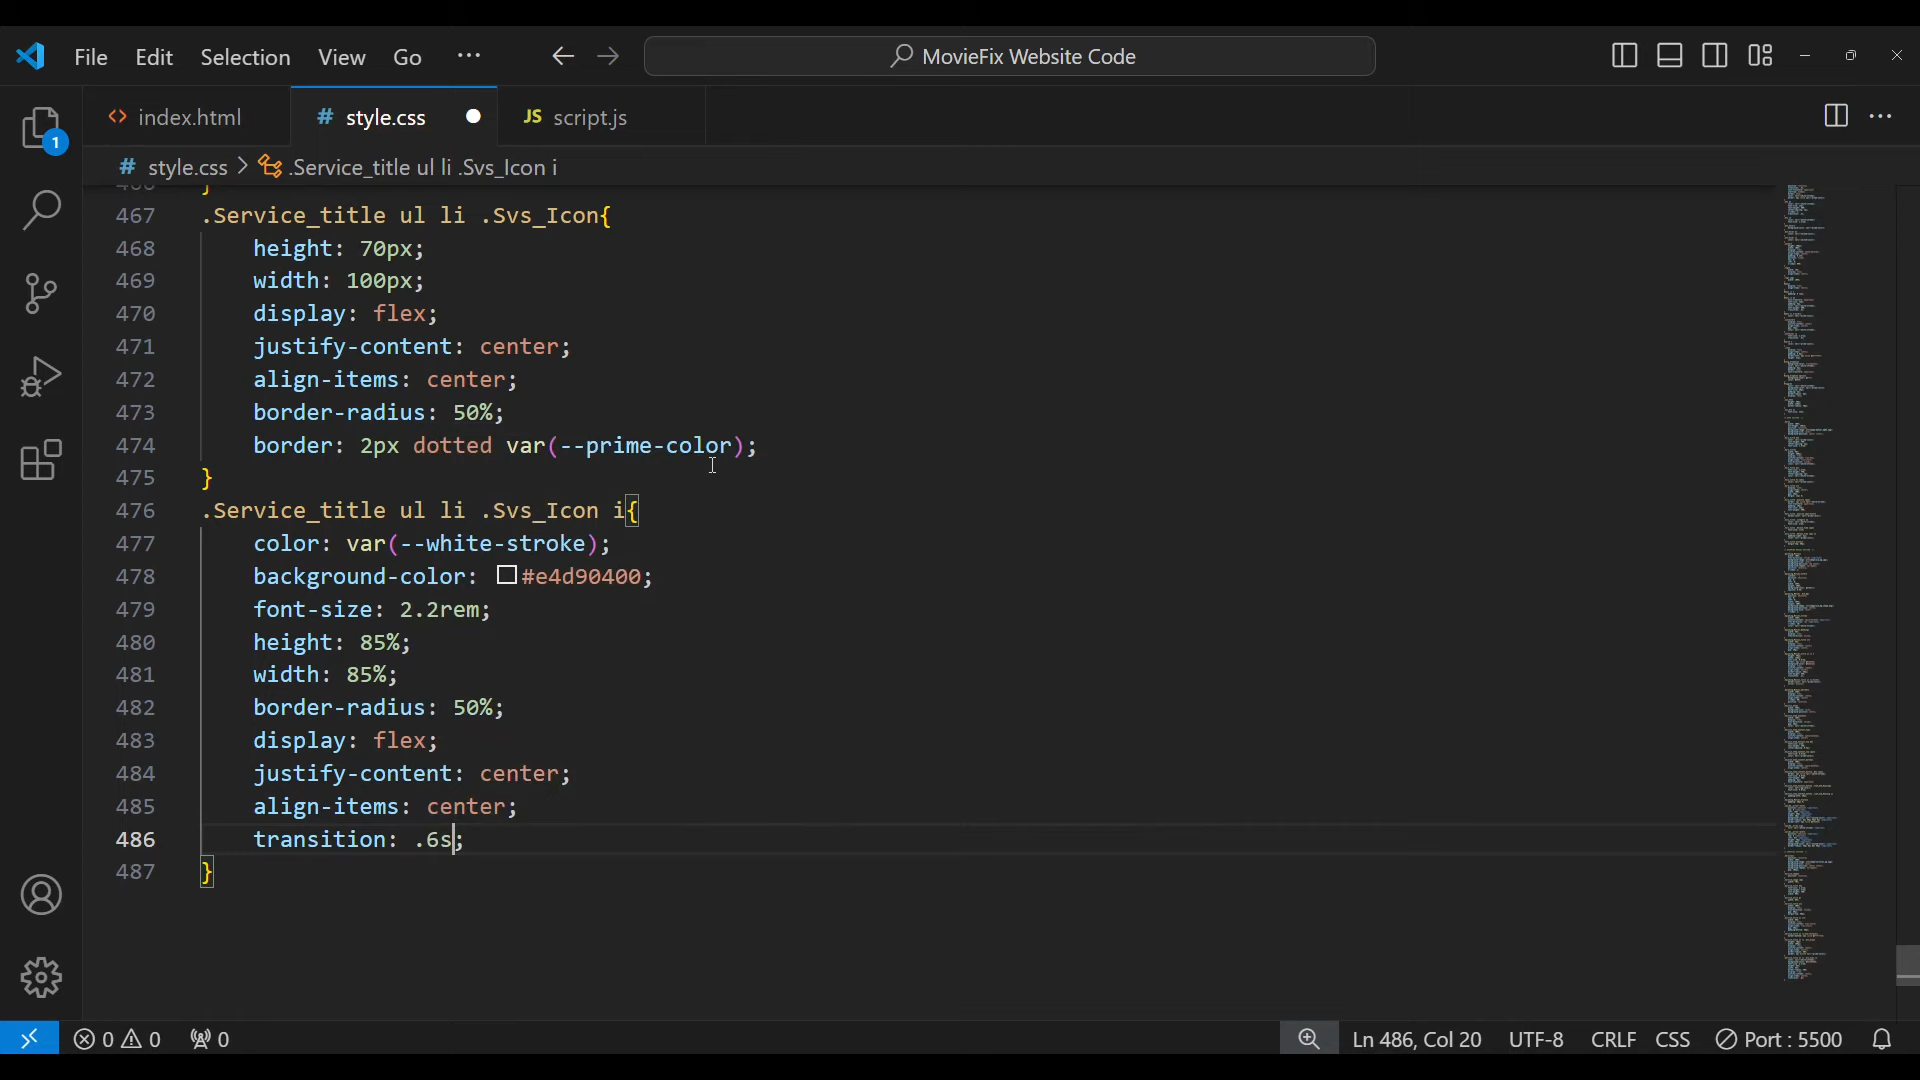 File Edit Selection View Go ··· MovieFix Website Code
index.html # style.css JS script.js
1
# style.css > .Service_title ul li .Svs_Icon i
467 .Service_title ul li .Svs_Icon{
468 height: 70px;
469 width: 100px;
470 display: flex;
471 justify-content: center;
472 align-items: center;
473 border-radius: 50%;
474 border: 2px dotted var(--prime-color);
475 }
476 .Service_title ul li .Svs_Icon i{
477 color: var(--white-stroke);
478 background-color: #e4d90400;
479 font-size: 2.2rem;
480 height: 85%;
481 width: 85%;
482 border-radius: 50%;
483 display: flex;
484 justify-content: center;
485 align-items: center;
486 transition: .6s;
487 }
0 0 0 Ln 486, Col 20 UTF-8 CRLF CSS Port : 5500